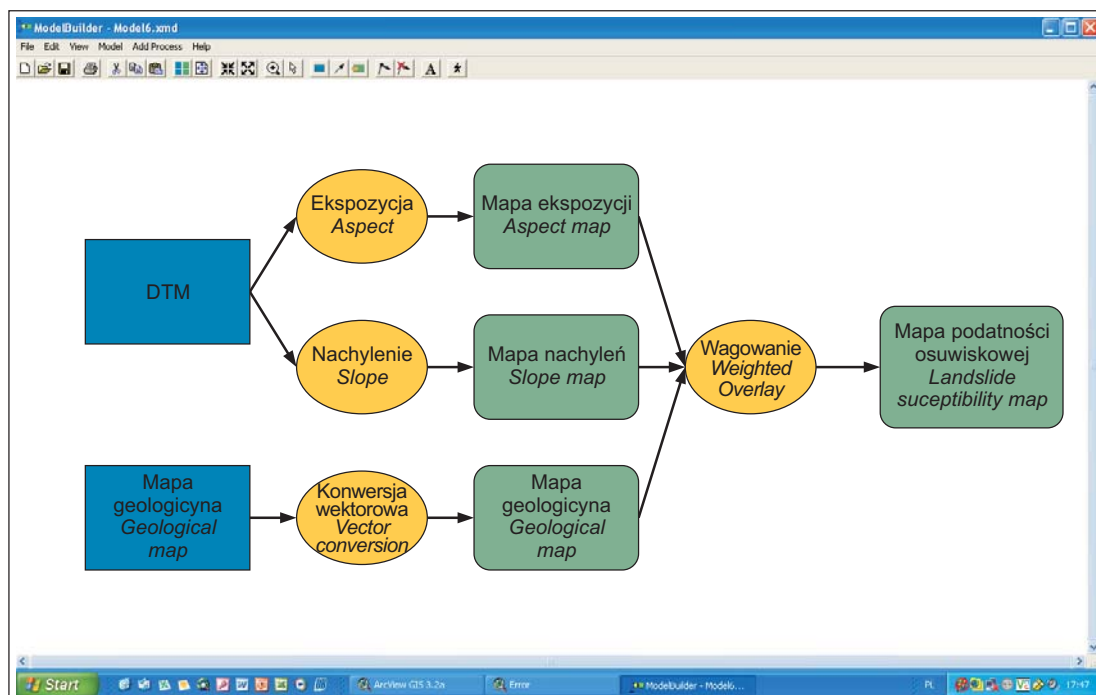 ModelBuilder - Model6.xmd
File Edit View Model Add Process Help
A
Ekspozycja
Aspect
Mapa ekspozycji
Aspect map
DTM
Nachylenie
Slope
Mapa nachyleń
Slope map
Wagowanie
Weighted
Overlay
Mapa podatności
osuwiskowej
Landslide
suceptibility map
Mapa
geologicyna
Geological
map
Konwersja
wektorowa
Vector
conversion
Mapa
geologicyna
Geological
map
Start
ArcView GIS 3.2a
Error
ModelBuilder - Model6...
PL
17:47